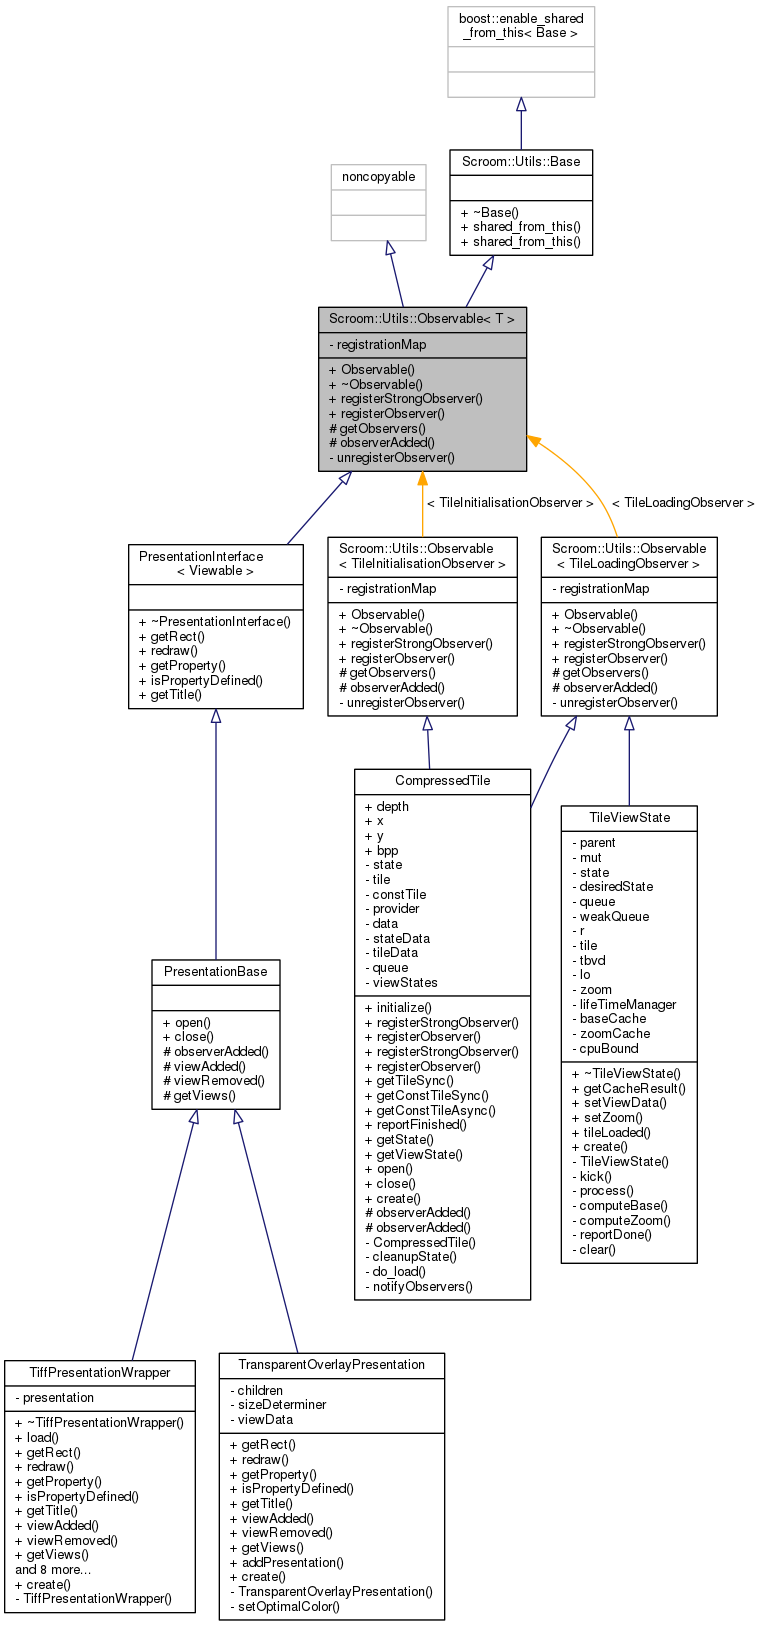 boost::enable_shared
_from_this< Base >
Scroom::Utils::Base
+ ~Base()
+ shared_from_this()
+ shared_from_this()
noncopyable
Scroom::Utils::Observable< T >
- registrationMap
+ Observable()
+ ~Observable()
+ registerStrongObserver()
+ registerObserver()
# getObservers()
# observerAdded()
- unregisterObserver()
< TileInitialisationObserver >
< TileLoadingObserver >
PresentationInterface
< Viewable >
+ ~PresentationInterface()
+ getRect()
+ redraw()
+ getProperty()
+ isPropertyDefined()
+ getTitle()
Scroom::Utils::Observable
< TileInitialisationObserver >
- registrationMap
+ Observable()
+ ~Observable()
+ registerStrongObserver()
+ registerObserver()
# getObservers()
# observerAdded()
- unregisterObserver()
Scroom::Utils::Observable
< TileLoadingObserver >
- registrationMap
+ Observable()
+ ~Observable()
+ registerStrongObserver()
+ registerObserver()
# getObservers()
# observerAdded()
- unregisterObserver()
CompressedTile
+ depth
+ x
+ y
+ bpp
- state
- tile
- constTile
- provider
- data
- stateData
- tileData
- queue
- viewStates
+ initialize()
+ registerStrongObserver()
+ registerObserver()
+ registerStrongObserver()
+ registerObserver()
+ getTileSync()
+ getConstTileSync()
+ getConstTileAsync()
+ reportFinished()
+ getState()
+ getViewState()
+ open()
+ close()
+ create()
# observerAdded()
# observerAdded()
- CompressedTile()
- cleanupState()
- do_load()
- notifyObservers()
TileViewState
- parent
- mut
- state
- desiredState
- queue
- weakQueue
- r
- tile
- tbvd
- lo
- zoom
- lifeTimeManager
- baseCache
- zoomCache
- cpuBound
+ ~TileViewState()
+ getCacheResult()
+ setViewData()
+ setZoom()
+ tileLoaded()
+ create()
- TileViewState()
- kick()
- process()
- computeBase()
- computeZoom()
- reportDone()
- clear()
PresentationBase
+ open()
+ close()
# observerAdded()
# viewAdded()
# viewRemoved()
# getViews()
TiffPresentationWrapper
- presentation
+ ~TiffPresentationWrapper()
+ load()
+ getRect()
+ redraw()
+ getProperty()
+ isPropertyDefined()
+ getTitle()
+ viewAdded()
+ viewRemoved()
+ getViews()
and 8 more...
+ create()
- TiffPresentationWrapper()
TransparentOverlayPresentation
- children
- sizeDeterminer
- viewData
+ getRect()
+ redraw()
+ getProperty()
+ isPropertyDefined()
+ getTitle()
+ viewAdded()
+ viewRemoved()
+ getViews()
+ addPresentation()
+ create()
- TransparentOverlayPresentation()
- setOptimalColor()